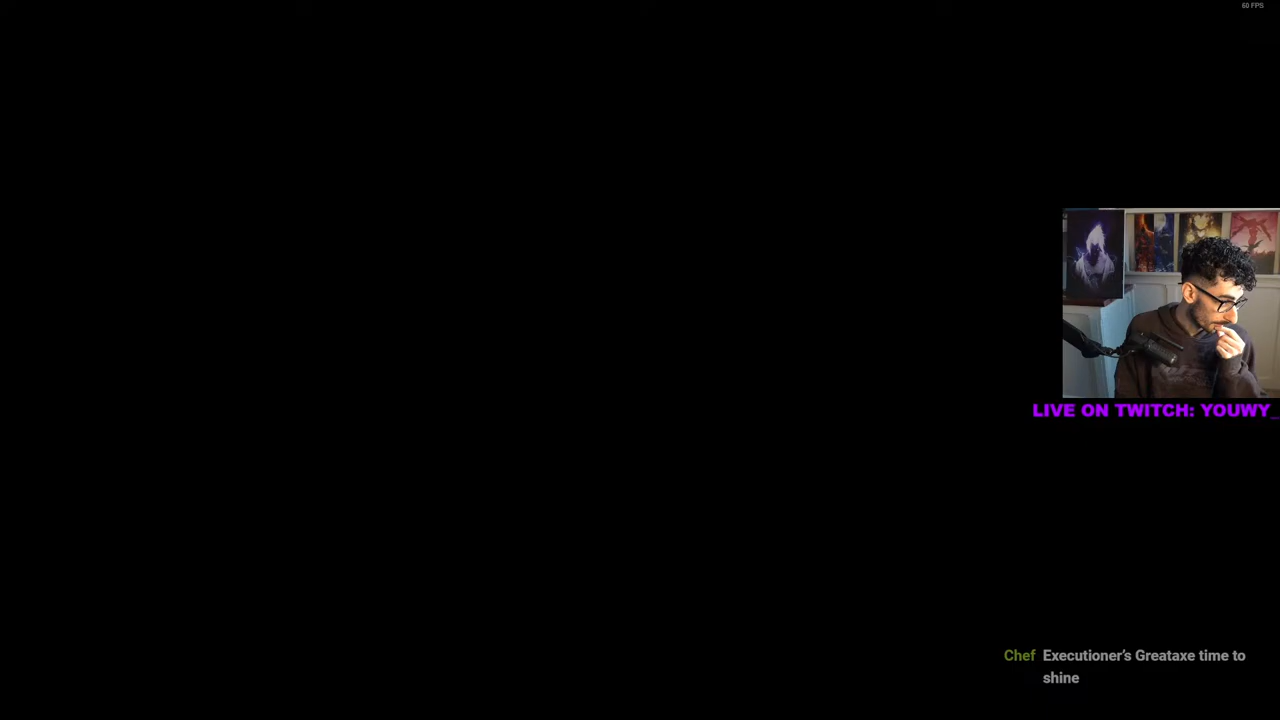 60 FPS
LIVE ON TWITCH: YOUWY_
Chef Executioner’s Greataxe time to
shine